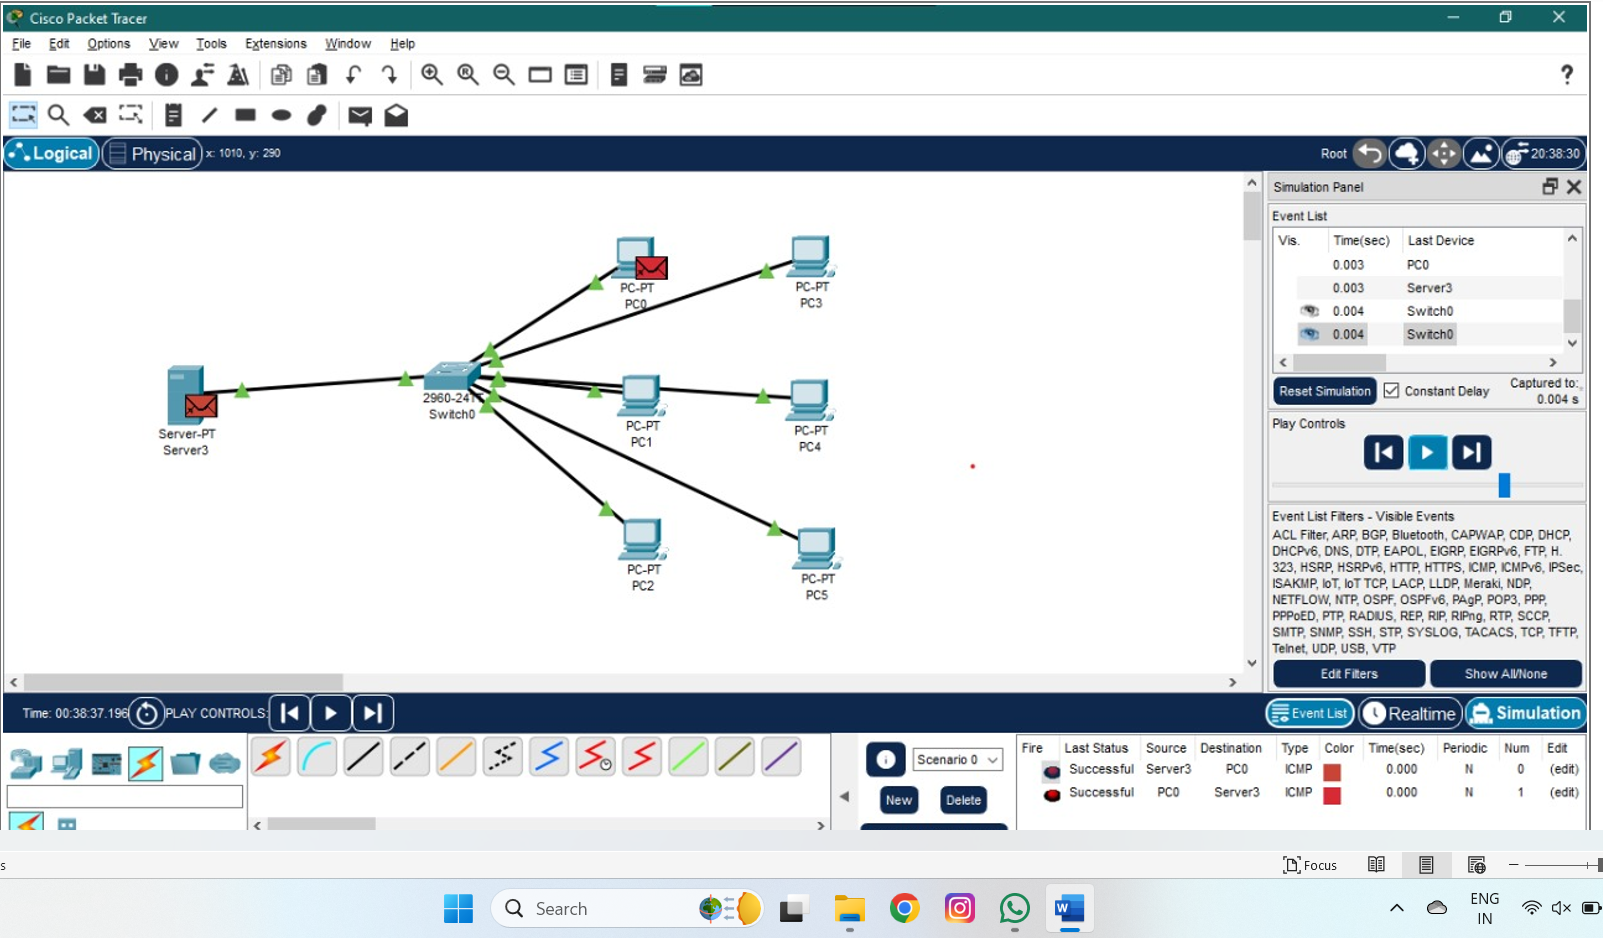 Cisco Packet Tracer
File Edit Options View Tools Extensions Window Help
Logical Physical x: 1010, y: 290 Root 20:38:30
PC-PT
PC0
PC-PT
PC3
Server-PT
Server3
2960-24TT
Switch0
PC-PT
PC1
PC-PT
PC4
PC-PT
PC2
PC-PT
PC5
Simulation Panel
Event List
Vis. Time(sec) Last Device
0.003 PC0
0.003 Server3
0.004 Switch0
0.004 Switch0
Reset Simulation Constant Delay Captured to:
0.004 s
Play Controls
Event List Filters - Visible Events
ACL Filter, ARP, BGP, Bluetooth, CAPWAP, CDP, DHCP,
DHCPv6, DNS, DTP, EAPOL, EIGRP, EIGRPv6, FTP, H.
323, HSRP, HSRPv6, HTTP, HTTPS, ICMP, ICMPv6, IPSec,
ISAKMP, IoT, IoT TCP, LACP, LLDP, Meraki, NDP,
NETFLOW, NTP, OSPF, OSPFv6, PAgP, POP3, PPP,
PPPoED, PTP, RADIUS, REP, RIP, RIPng, RTP, SCCP,
SMTP, SNMP, SSH, STP, SYSLOG, TACACS, TCP, TFTP,
Telnet, UDP, USB, VTP
Edit Filters Show All/None
Time: 00:38:37.196 PLAY CONTROLS: Event List Realtime Simulation
Scenario 0
New Delete
Fire Last Status Source Destination Type Color Time(sec) Periodic Num Edit
Successful Server3 PC0 ICMP 0.000 N 0 (edit)
Successful PC0 Server3 ICMP 0.000 N 1 (edit)
s Focus
Search
ENG
IN